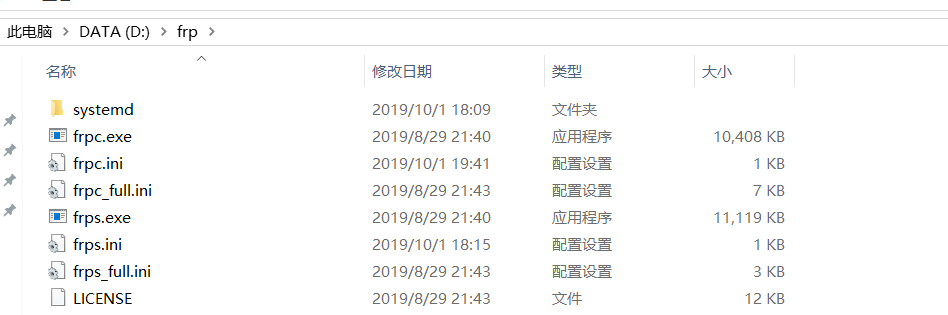 此电脑 > DATA (D:) > frp >
名称 修改日期 类型 大小
systemd 2019/10/1 18:09 文件夹
frpc.exe 2019/8/29 21:40 应用程序 10,408 KB
frpc.ini 2019/10/1 19:41 配置设置 1 KB
frpc_full.ini 2019/8/29 21:43 配置设置 7 KB
frps.exe 2019/8/29 21:40 应用程序 11,119 KB
frps.ini 2019/10/1 18:15 配置设置 1 KB
frps_full.ini 2019/8/29 21:43 配置设置 3 KB
LICENSE 2019/8/29 21:43 文件 12 KB